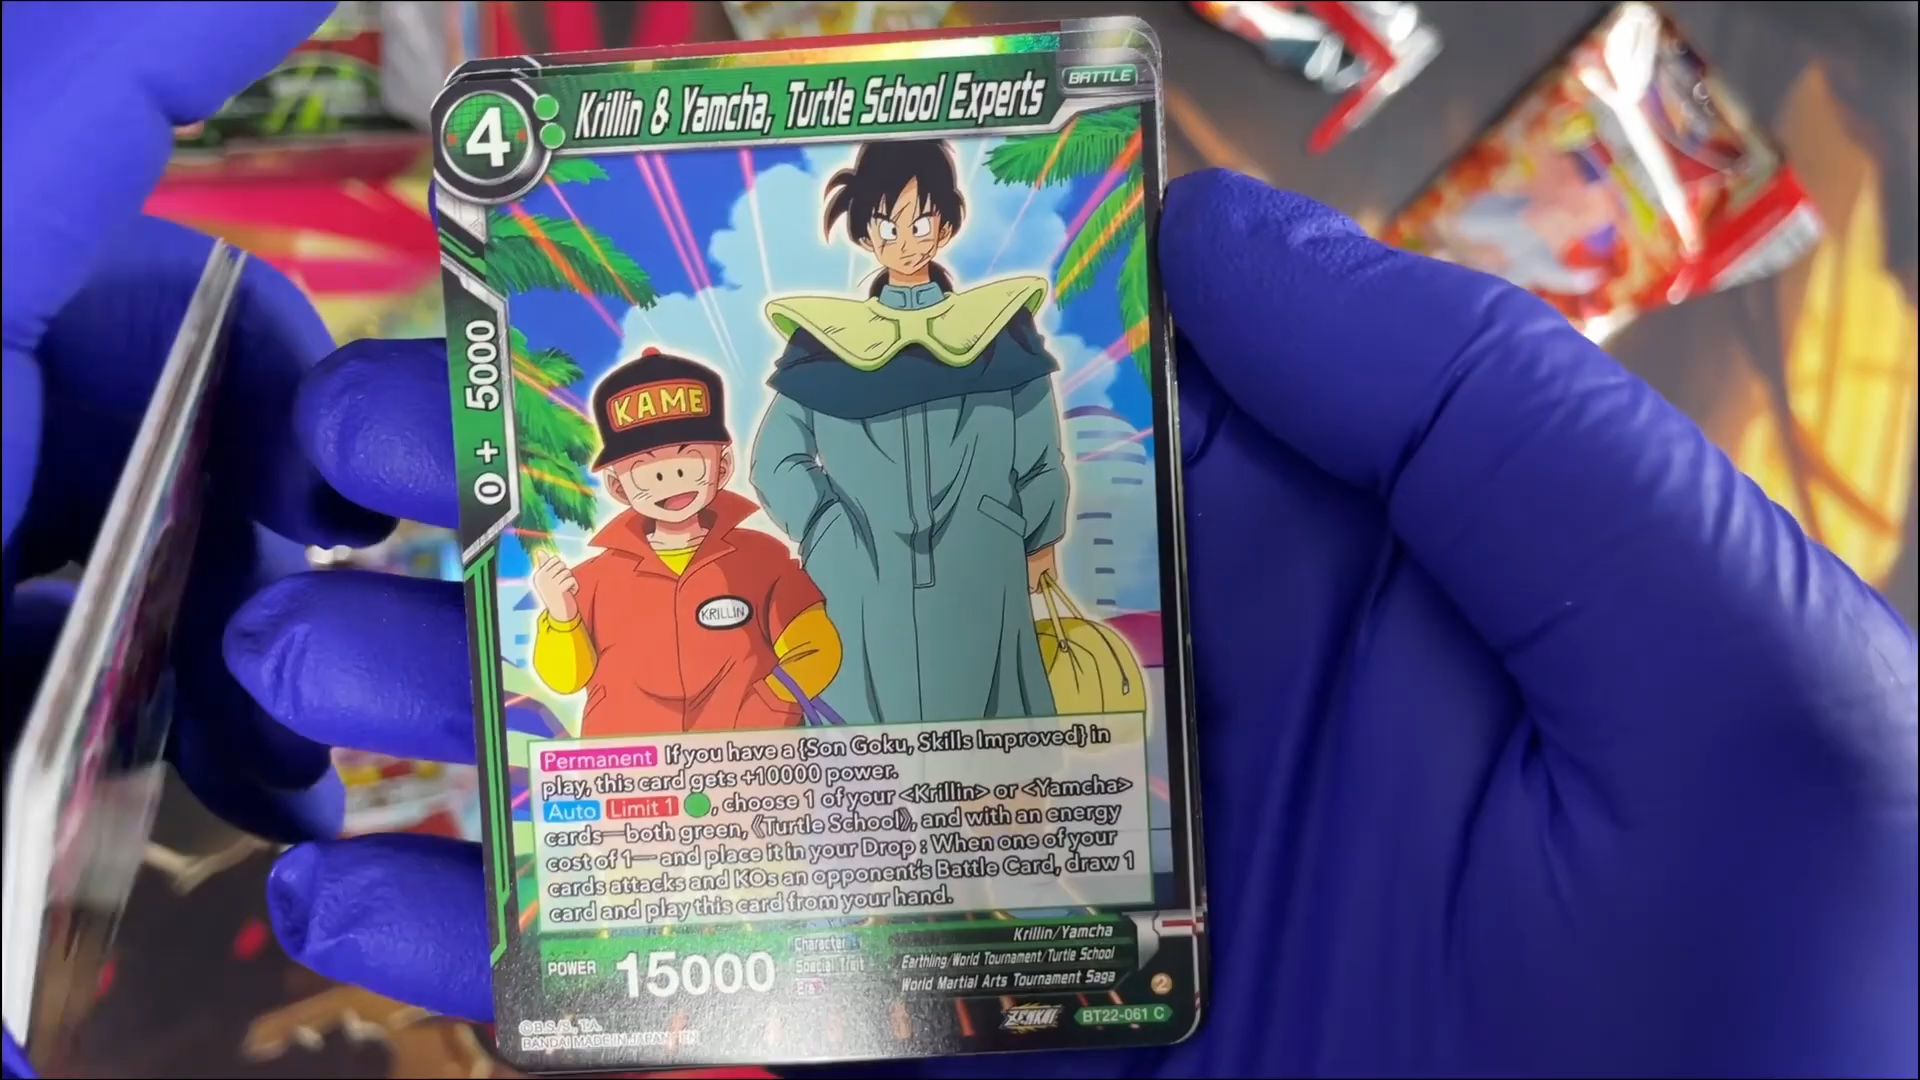 4
Krillin & Yamcha, Turtle School Experts
BATTLE
0 + 5000
KAME
KRILLIN
Permanent If you have a {Son Goku, Skills Improved} in
play, this card gets +10000 power.
Auto Limit 1 , choose 1 of your <Krillin> or <Yamcha>
cards—both green, 《Turtle School》, and with an energy
cost of 1—and place it in your Drop : When one of your
cards attacks and KOs an opponent's Battle Card, draw 1
card and play this card from your hand.
POWER 15000
Character Krillin/Yamcha
Special Trait Earthling/World Tournament/Turtle School
Era World Martial Arts Tournament Saga
2
©B.S./S., T.A.
BANDAI MADE IN JAPAN
ZENKAI
BT22-061 C